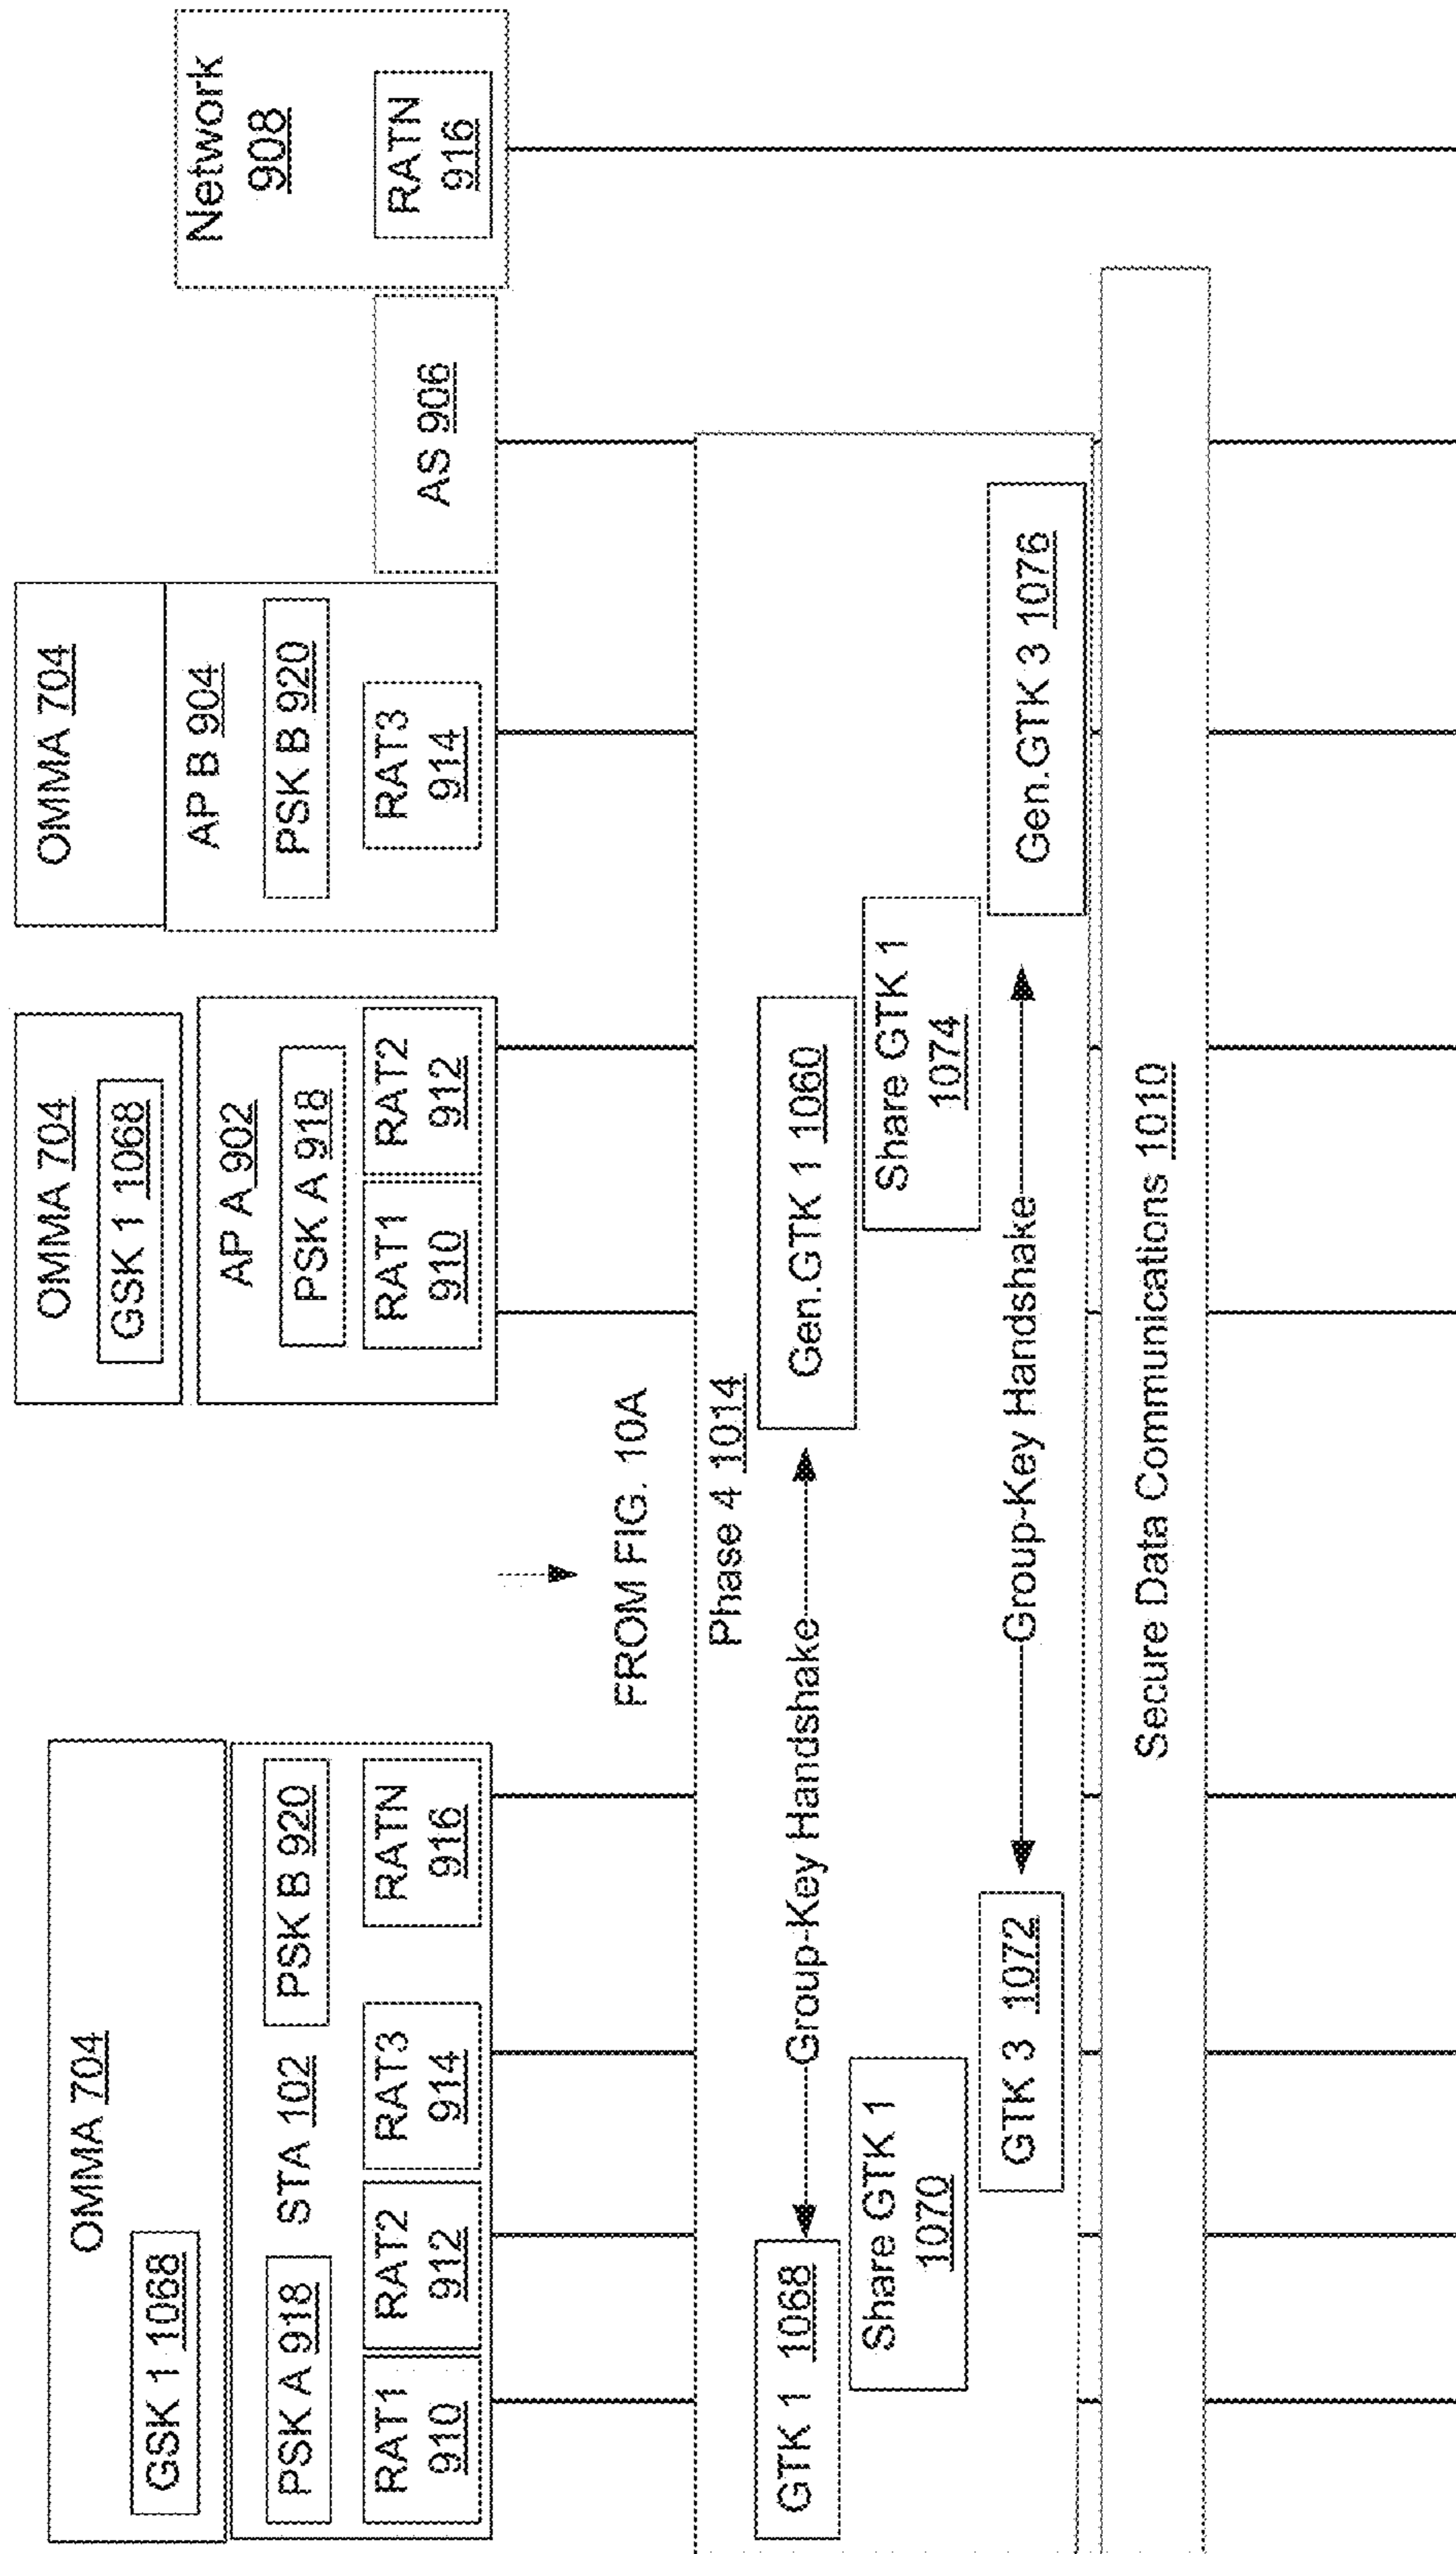 OMMA 704
GSK 1 1068
PSK A 918
STA 102
PSK B 920
RAT1
910
RAT2
912
RAT3
914
RATN
916
OMMA 704
GSK 1 1068
AP A 902
PSK A 918
RAT1
910
RAT2
912
OMMA 704
AP B 904
PSK B 920
RAT3
914
AS 906
Network
908
RATN
916
FROM FIG. 10A
Phase 4 1014
GTK 1 1068
Group-Key Handshake
Gen.GTK 1 1060
Share GTK 1
1070
Share GTK 1
1074
GTK 3 1072
Group-Key Handshake
Gen.GTK 3 1076
Secure Data Communications 1010